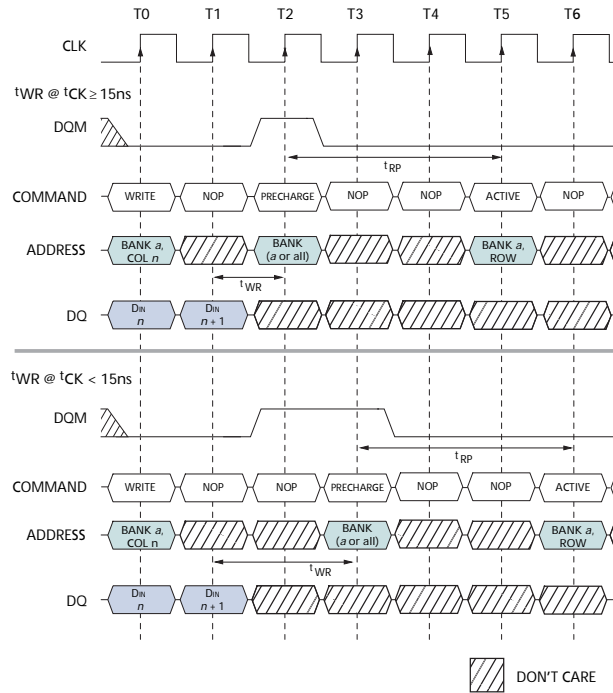 T0 T1 T2 T3 T4 T5 T6
CLK
tWR @ tCK ≥ 15ns
DQM
tRP
COMMAND WRITE NOP PRECHARGE NOP NOP ACTIVE NOP
ADDRESS BANK a, COL n BANK (a or all) BANK a, ROW
tWR
DQ DIN n DIN n + 1
tWR @ tCK < 15ns
DQM
tRP
COMMAND WRITE NOP NOP PRECHARGE NOP NOP ACTIVE
ADDRESS BANK a, COL n BANK (a or all) BANK a, ROW
tWR
DQ DIN n DIN n + 1
DON'T CARE